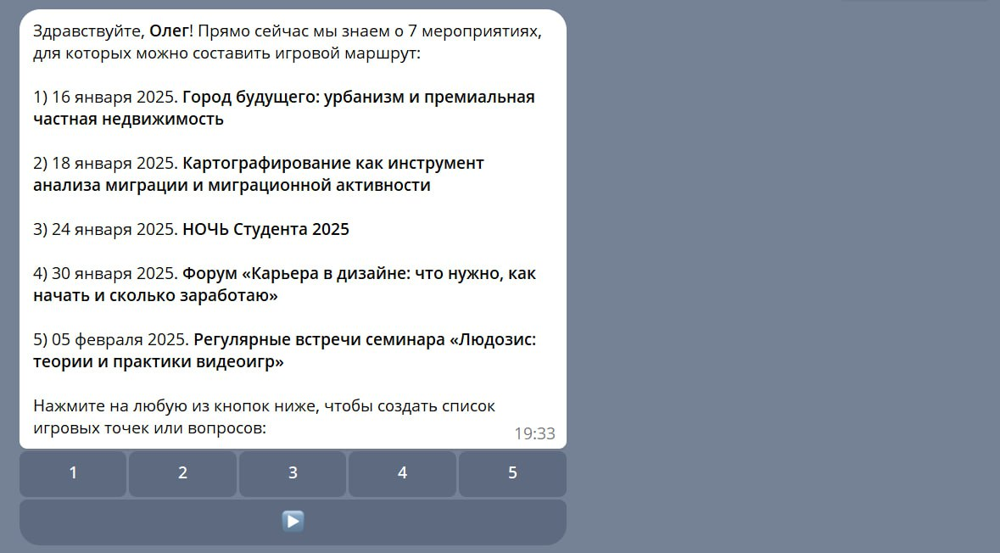 Здравствуйте, Олег! Прямо сейчас мы знаем о 7 мероприятиях,
для которых можно составить игровой маршрут:
1) 16 января 2025. Город будущего: урбанизм и премиальная
частная недвижимость
2) 18 января 2025. Картографирование как инструмент
анализа миграции и миграционной активности
3) 24 января 2025. НОЧЬ Студента 2025
4) 30 января 2025. Форум «Карьера в дизайне: что нужно, как
начать и сколько заработаю»
5) 05 февраля 2025. Регулярные встречи семинара «Людозис:
теории и практики видеоигр»
Нажмите на любую из кнопок ниже, чтобы создать список
игровых точек или вопросов:
19:33
1 2 3 4 5